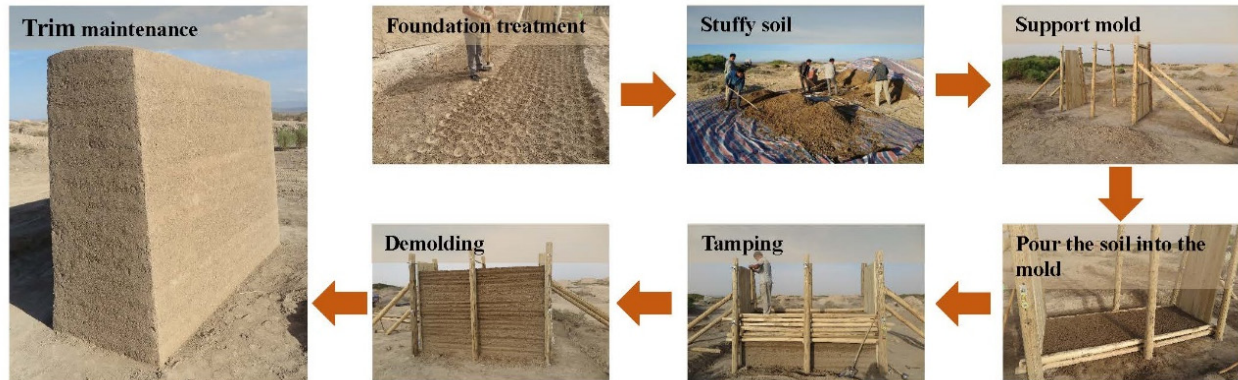 Trim maintenance
Foundation treatment
Stuffy soil
Support mold
Pour the soil into the
mold
Tamping
Demolding